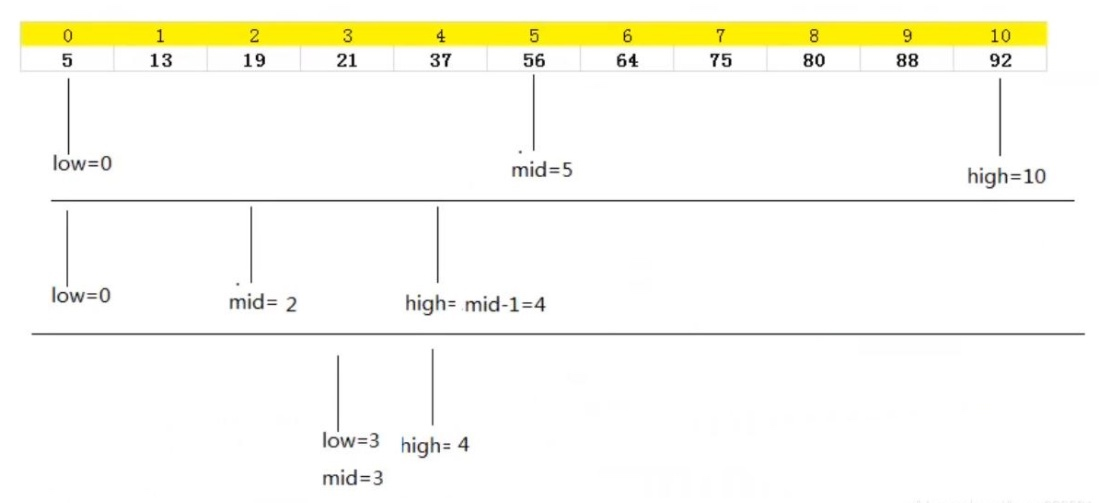 0 1 2 3 4 5 6 7 8 9 10
5 13 19 21 37 56 64 75 80 88 92
low=0 mid=5 high=10
low=0 mid= 2 high= mid-1=4
low=3 high= 4
mid=3